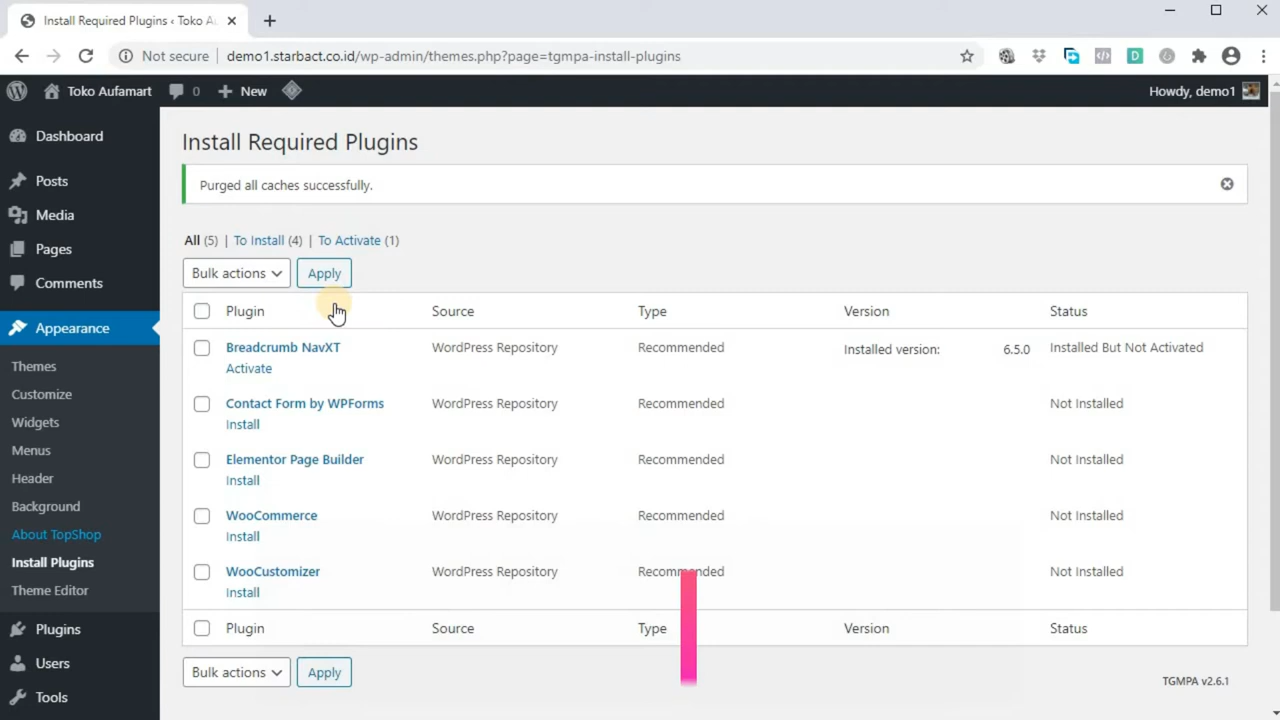 Install Required Plugins ‹ Toko Au
Not secure
demo1.starbact.co.id/wp-admin/themes.php?page=tgmpa-install-plugins
Toko Aufamart 0 New Howdy, demo1
Dashboard
Posts
Media
Pages
Comments
Appearance
Themes
Customize
Widgets
Menus
Header
Background
About TopShop
Install Plugins
Theme Editor
Plugins
Users
Tools
Install Required Plugins
Purged all caches successfully.
All (5) | To Install (4) | To Activate (1)
Bulk actions Apply
Plugin Source Type Version Status
Breadcrumb NavXT WordPress Repository Recommended Installed version: 6.5.0 Installed But Not Activated
Activate
Contact Form by WPForms WordPress Repository Recommended Not Installed
Install
Elementor Page Builder WordPress Repository Recommended Not Installed
Install
WooCommerce WordPress Repository Recommended Not Installed
Install
WooCustomizer WordPress Repository Recommended Not Installed
Install
Plugin Source Type Version Status
Bulk actions Apply
TGMPA v2.6.1